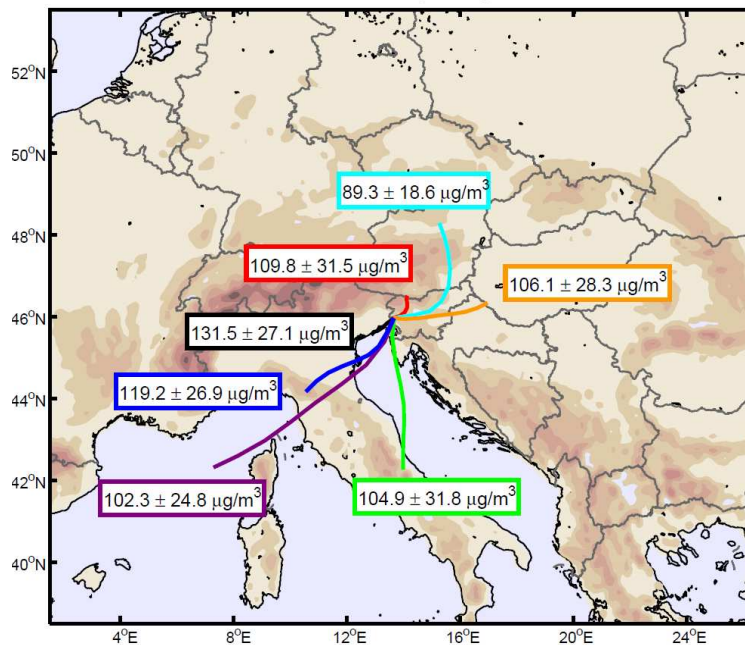 52°N
50°N
89.3 ± 18.6 µg/m³
48°N
109.8 ± 31.5 µg/m³
106.1 ± 28.3 µg/m³
46°N
131.5 ± 27.1 µg/m³
44°N
119.2 ± 26.9 µg/m³
42°N
102.3 ± 24.8 µg/m³
104.9 ± 31.8 µg/m³
40°N
4°E 8°E 12°E 16°E 20°E 24°E